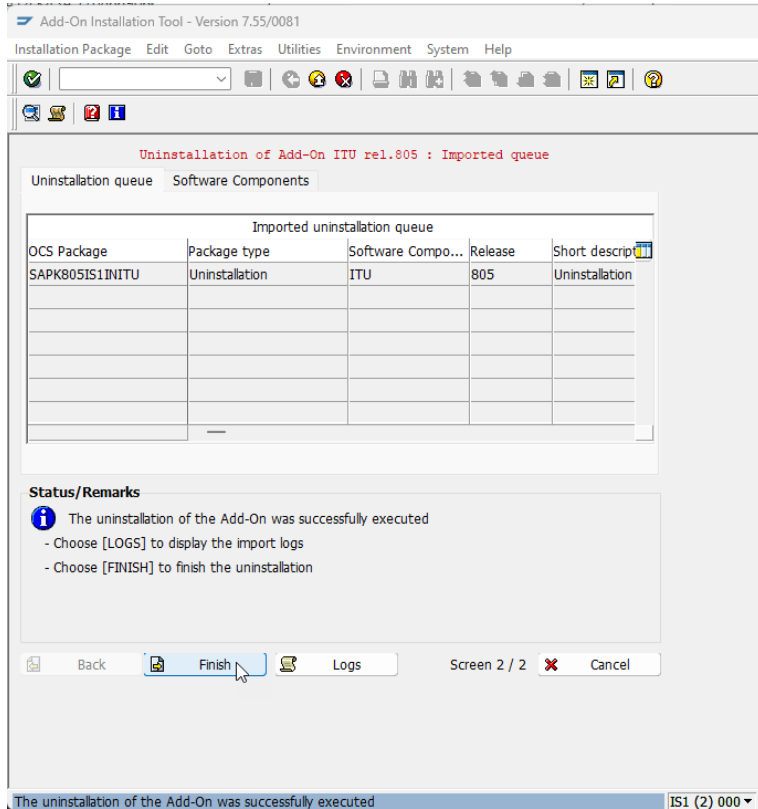 Add-On Installation Tool - Version 7.55/0081
Installation Package Edit Goto Extras Utilities Environment System Help
Uninstallation of Add-On ITU rel.805 : Imported queue
Uninstallation queue Software Components
Imported uninstallation queue
OCS Package Package type Software Compo... Release Short descript
SAPK805IS1INITU Uninstallation ITU 805 Uninstallation
Status/Remarks
The uninstallation of the Add-On was successfully executed
- Choose [LOGS] to display the import logs
- Choose [FINISH] to finish the uninstallation
Back Finish Logs Screen 2 / 2 Cancel
The uninstallation of the Add-On was successfully executed IS1 (2) 000